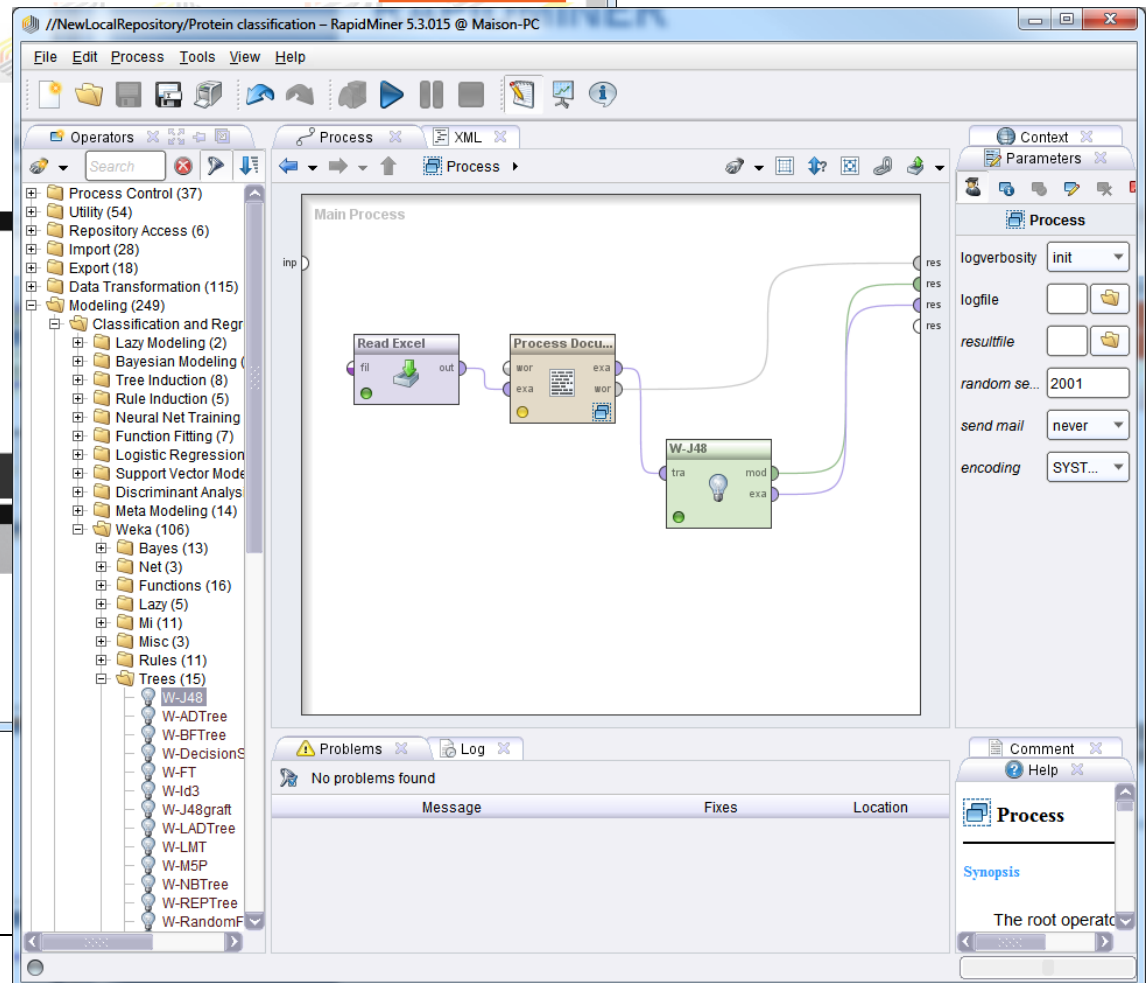 RAPIDMINER
//NewLocalRepository/Protein classification – RapidMiner 5.3.015 @ Maison-PC
File Edit Process Tools View Help
Operators
Search
Process Control (37)
Utility (54)
Repository Access (6)
Import (28)
Export (18)
Data Transformation (115)
Modeling (249)
Classification and Regr
Lazy Modeling (2)
Bayesian Modeling (
Tree Induction (8)
Rule Induction (5)
Neural Net Training
Function Fitting (7)
Logistic Regression
Support Vector Mode
Discriminant Analys
Meta Modeling (14)
Weka (106)
Bayes (13)
Net (3)
Functions (16)
Lazy (5)
Mi (11)
Misc (3)
Rules (11)
Trees (15)
W-J48
W-ADTree
W-BFTree
W-DecisionS
W-FT
W-Id3
W-J48graft
W-LADTree
W-LMT
W-M5P
W-NBTree
W-REPTree
W-RandomF
Process XML
Process
Main Process
inp
res
res
res
res
Read Excel
fil out
Process Docu...
wor exa
exa wor
W-J48
tra mod
exa
Problems Log
No problems found
Message Fixes Location
Context
Parameters
Process
logverbosity init
logfile
resultfile
random se... 2001
send mail never
encoding SYST...
Comment
Help
Process
Synopsis
The root operato